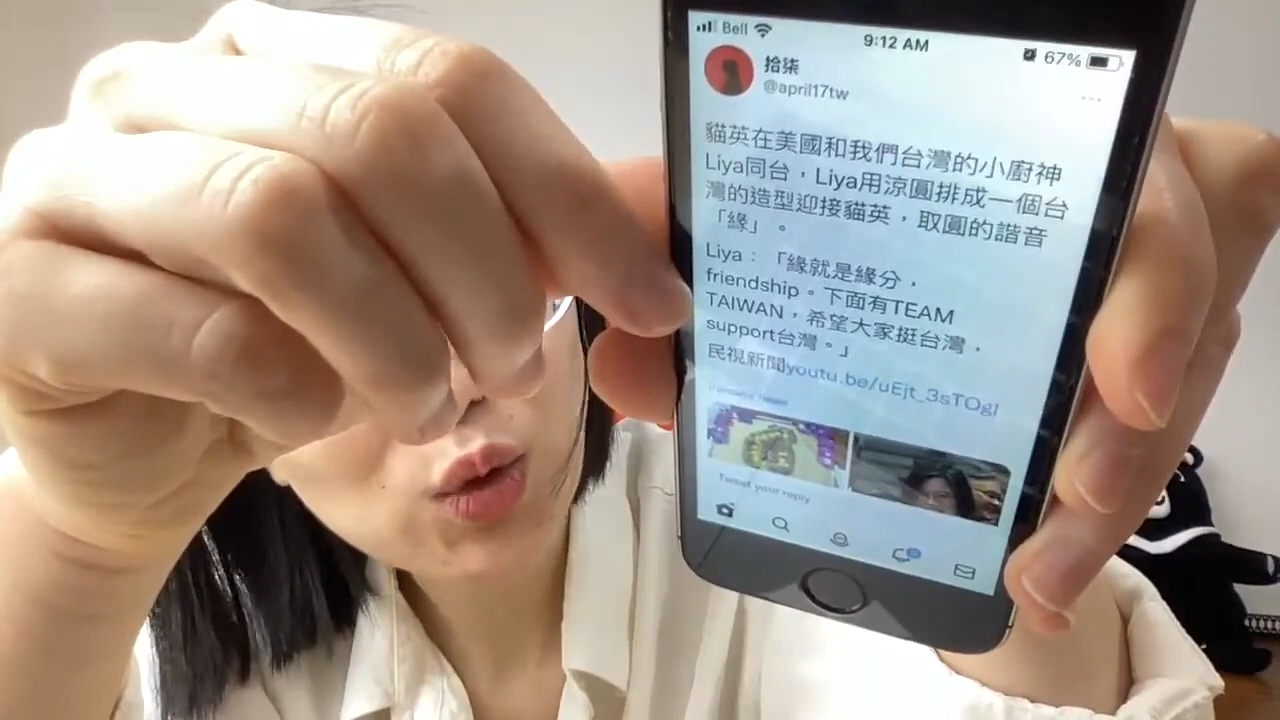 Bell
9:12 AM
67%
拾柒
@april17tw
貓英在美國和我們台灣的小廚神
Liya同台，Liya用涼圓排成一個台
灣的造型迎接貓英，取圓的諧音
「緣」。
Liya：「緣就是緣分，
friendship。下面有TEAM
TAIWAN，希望大家挺台灣，
support台灣。」
民視新聞youtu.be/uEjt_3sTOgI
Translate Tweet
Tweet your reply